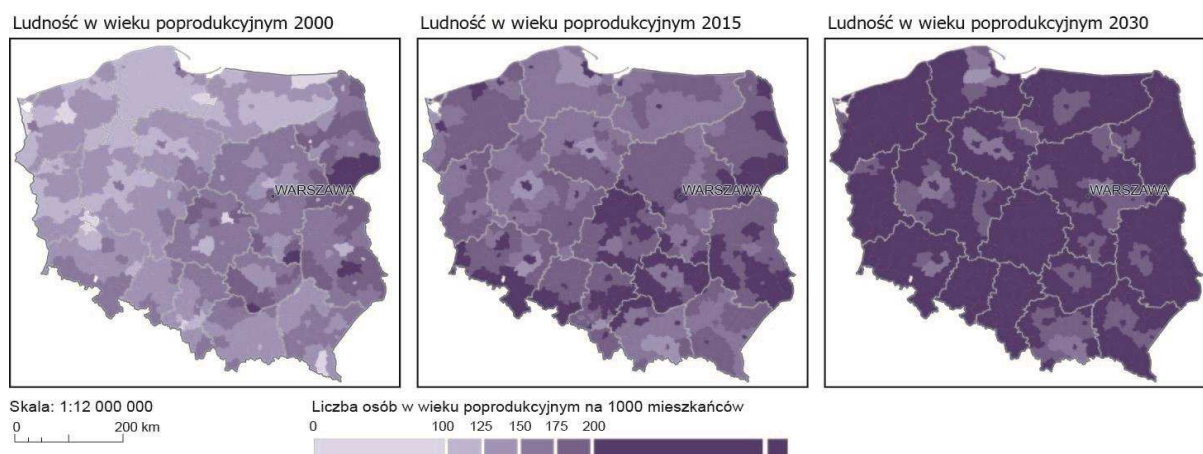 Ludność w wieku poprodukcyjnym 2000
Ludność w wieku poprodukcyjnym 2015
Ludność w wieku poprodukcyjnym 2030
WARSZAWA
WARSZAWA
WARSZAWA
Skala: 1:12 000 000
0 200 km
Liczba osób w wieku poprodukcyjnym na 1000 mieszkańców
0 100 125 150 175 200